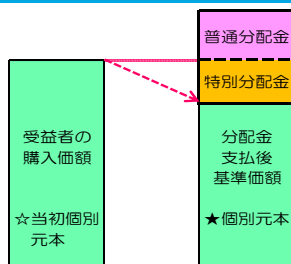 普通分配金
特別分配金
受益者の
購入価額
☆当初個別
元本
分配金
支払後
基準価額
★個別元本